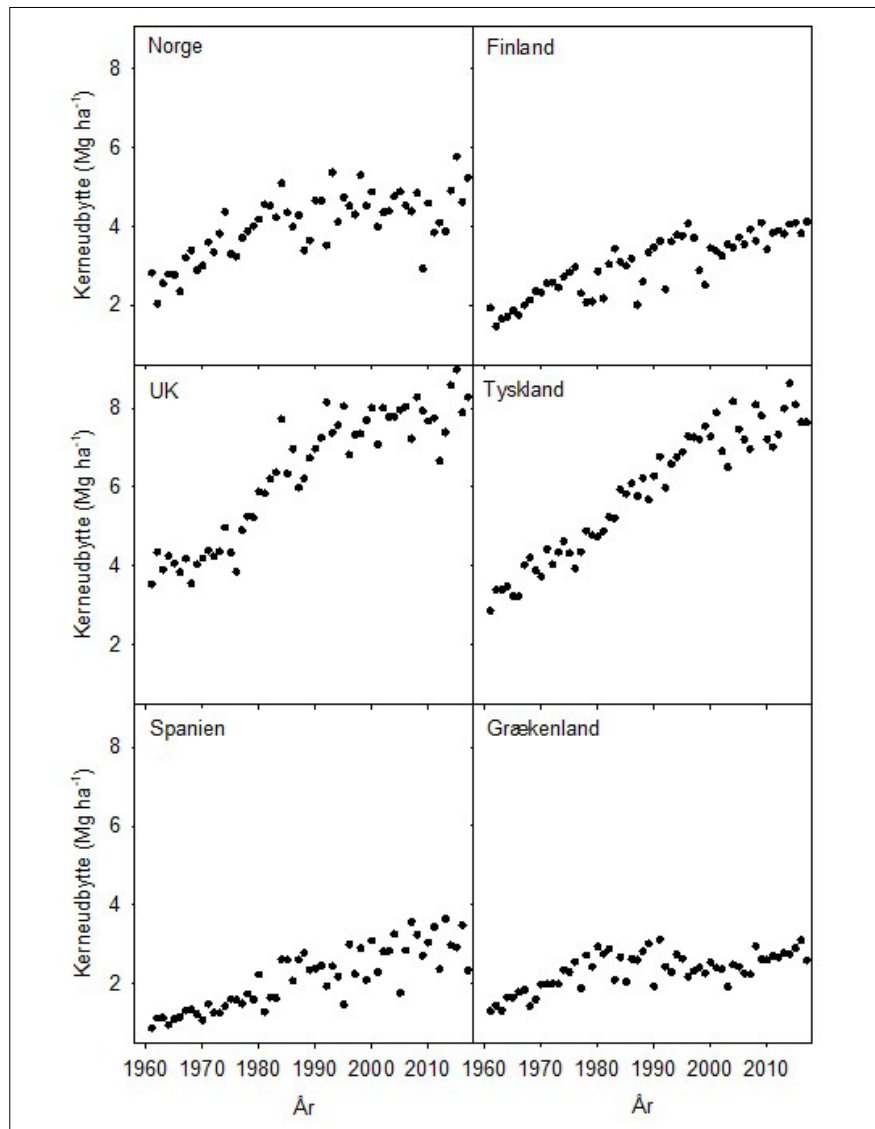 Norge
Finland
Kerneudbytte (Mg ha⁻¹)
8
6
4
2
UK
Tyskland
Kerneudbytte (Mg ha⁻¹)
8
6
4
2
Spanien
Grækenland
Kerneudbytte (Mg ha⁻¹)
8
6
4
2
1960 1970 1980 1990 2000 2010 1960 1970 1980 1990 2000 2010
År År